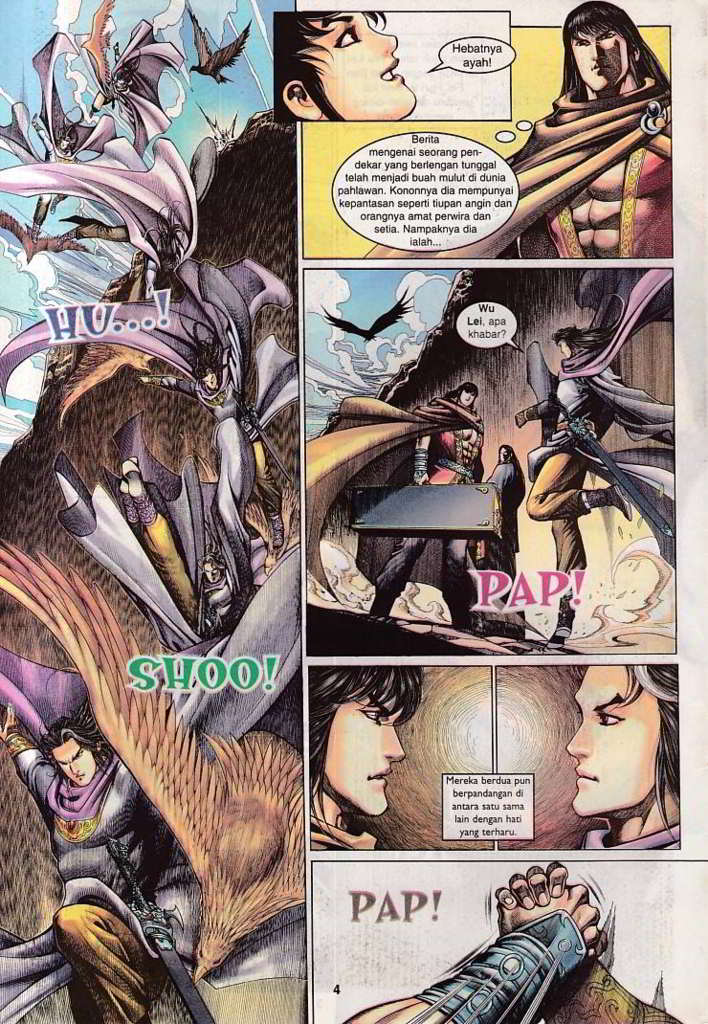 HU...!
SHOO!
Hebatnya
ayah!
Berita
mengenai seorang pen-
dekar yang berlengan tunggal
telah menjadi buah mulut di dunia
pahlawan. Kononnya dia mempunyai
kepantasan seperti tiupan angin dan
orangnya amat perwira dan
setia. Nampaknya dia
ialah...
Wu
Lei, apa
khabar?
PAP!
Mereka berdua pun
berpandangan di
antara satu sama
lain dengan hati
yang terharu.
PAP!
4